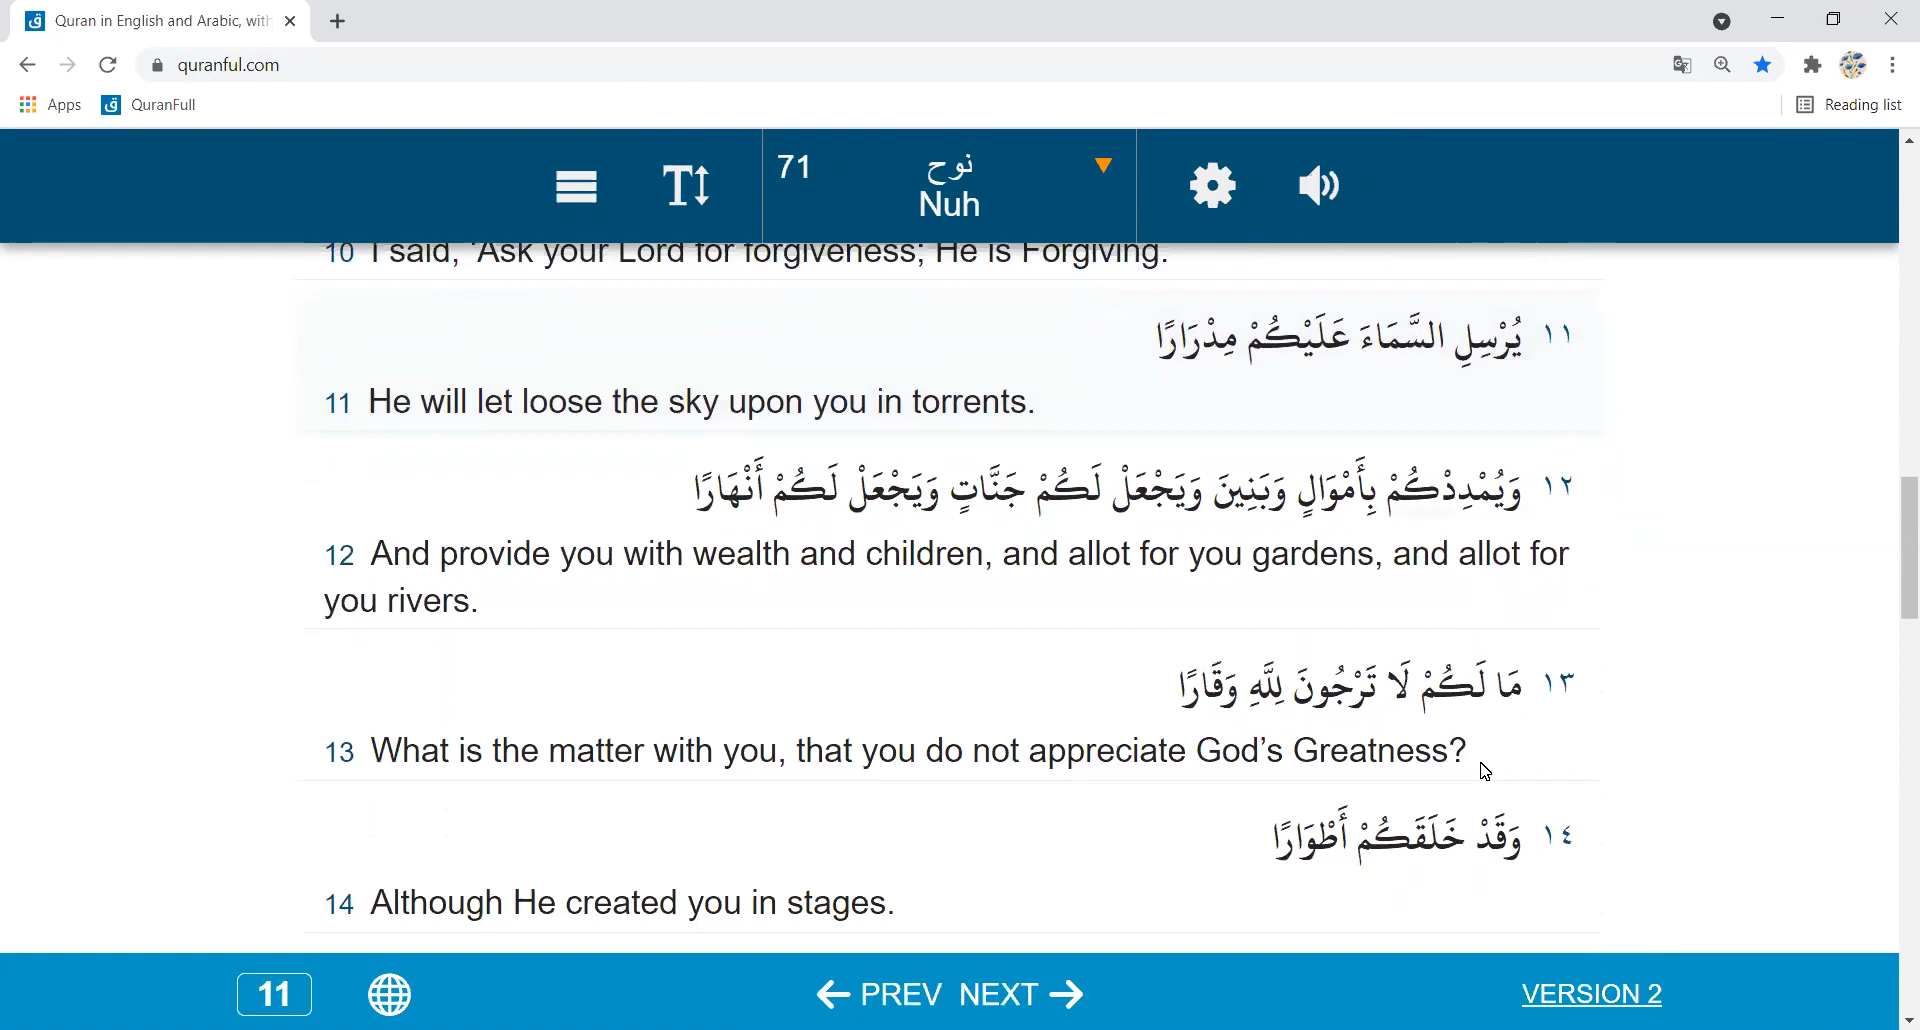 Quran in English and Arabic, with
quranful.com
Apps
QuranFull
Reading list
71
نوح
Nuh
10 I said, 'Ask your Lord for forgiveness; He is Forgiving.
١١ يُرْسِلِ السَّمَاءَ عَلَيْكُمْ مِدْرَارًا
11 He will let loose the sky upon you in torrents.
١٢ وَيُمْدِدْكُمْ بِأَمْوَالٍ وَبَنِينَ وَيَجْعَلْ لَكُمْ جَنَّاتٍ وَيَجْعَلْ لَكُمْ أَنْهَارًا
12 And provide you with wealth and children, and allot for you gardens, and allot for
you rivers.
١٣ مَا لَكُمْ لَا تَرْجُونَ لِلَّهِ وَقَارًا
13 What is the matter with you, that you do not appreciate God’s Greatness?
١٤ وَقَدْ خَلَقَكُمْ أَطْوَارًا
14 Although He created you in stages.
11
PREV NEXT
VERSION 2